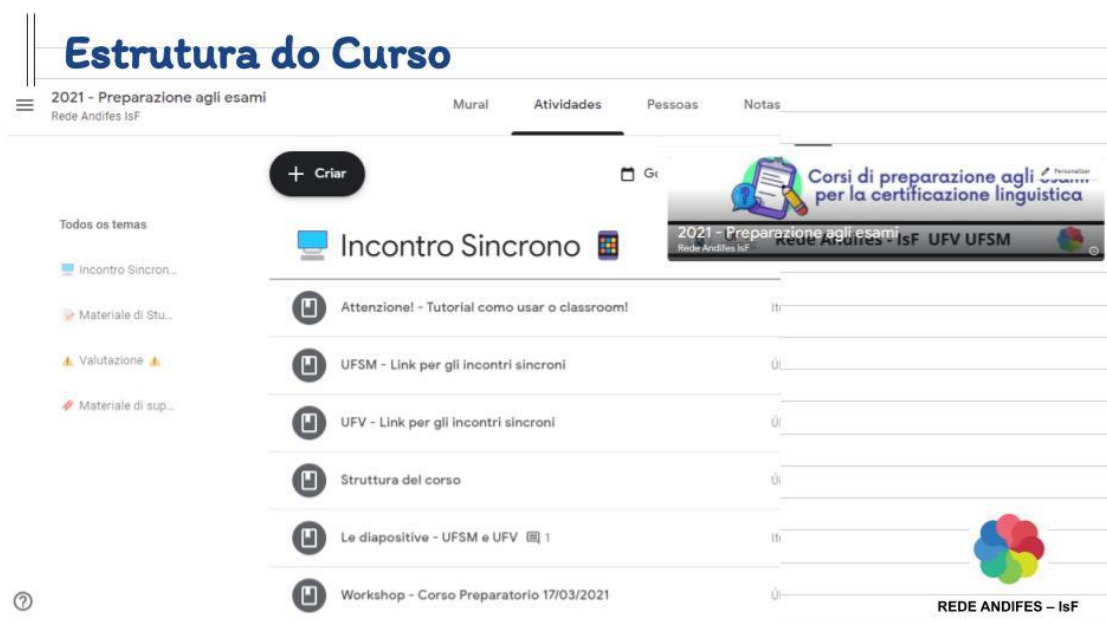 Estrutura do Curso
2021 - Preparazione agli esami
Rede Andifes IsF
Mural
Atividades
Pessoas
Notas
Criar
Todos os temas
Incontro Sincron...
Materiale di Stu...
Valutazione
Materiale di sup...
Incontro Sincrono
Attenzione! - Tutorial como usar o classroom!
UFSM - Link per gli incontri sincroni
UFV - Link per gli incontri sincroni
Struttura del corso
Le diapositive - UFSM e UFV 1
Workshop - Corso Preparatorio 17/03/2021
Corsi di preparazione agli
Personalizar
per la certificazione linguistica
2021 - Preparazione agli esami
Rede Andifes IsF
Rede Andifes - IsF UFV UFSM
REDE ANDIFES – IsF